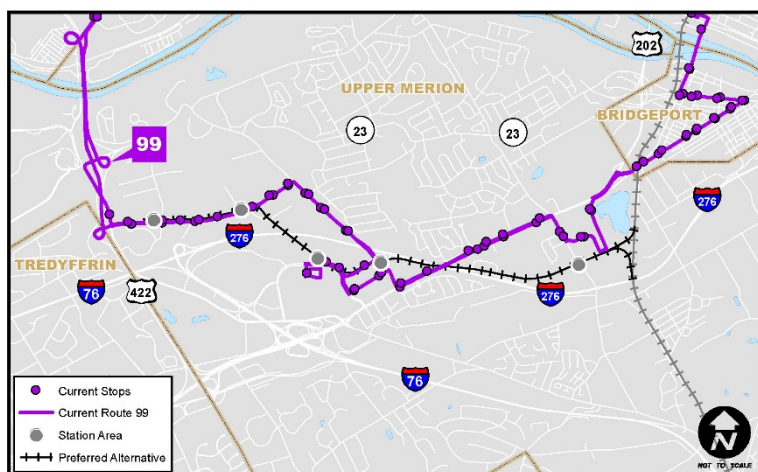 202
UPPER MERION
BRIDGEPORT
23
23
99
276
276
TREDYFFRIN
76
422
276
76
Current Stops
Current Route 99
Station Area
Preferred Alternative
N
NOT TO SCALE